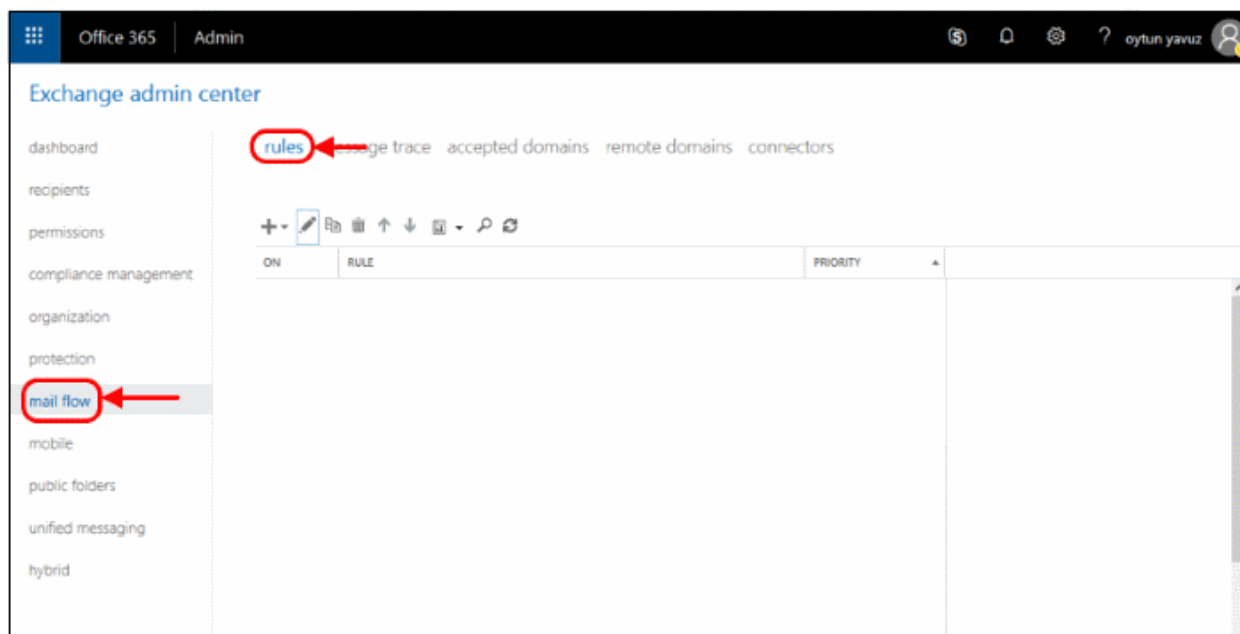 Office 365 Admin oytun yavuz
Exchange admin center
dashboard
rules trace accepted domains remote domains connectors
recipients
permissions
ON RULE PRIORITY
compliance management
organization
protection
mail flow
mobile
public folders
unified messaging
hybrid